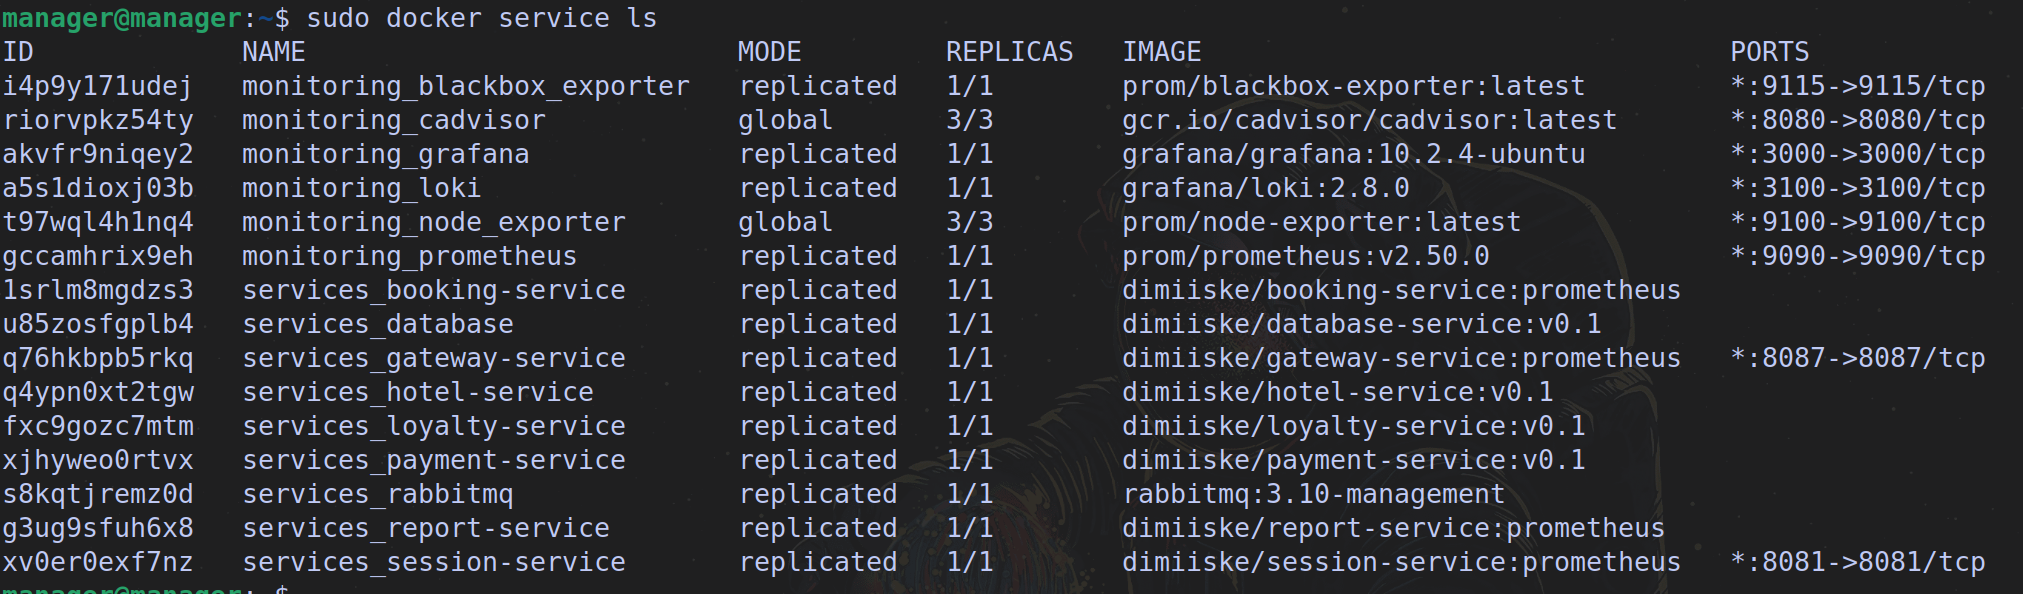 manager@manager:~$ sudo docker service ls
ID NAME MODE REPLICAS IMAGE PORTS
i4p9y171udej monitoring_blackbox_exporter replicated 1/1 prom/blackbox-exporter:latest *:9115->9115/tcp
riorvpkz54ty monitoring_cadvisor global 3/3 gcr.io/cadvisor/cadvisor:latest *:8080->8080/tcp
akvfr9niqey2 monitoring_grafana replicated 1/1 grafana/grafana:10.2.4-ubuntu *:3000->3000/tcp
a5s1dioxj03b monitoring_loki replicated 1/1 grafana/loki:2.8.0 *:3100->3100/tcp
t97wql4h1nq4 monitoring_node_exporter global 3/3 prom/node-exporter:latest *:9100->9100/tcp
gccamhrix9eh monitoring_prometheus replicated 1/1 prom/prometheus:v2.50.0 *:9090->9090/tcp
1srlm8mgdzs3 services_booking-service replicated 1/1 dimiiske/booking-service:prometheus
u85zosfgplb4 services_database replicated 1/1 dimiiske/database-service:v0.1
q76hkbpb5rkq services_gateway-service replicated 1/1 dimiiske/gateway-service:prometheus *:8087->8087/tcp
q4ypn0xt2tgw services_hotel-service replicated 1/1 dimiiske/hotel-service:v0.1
fxc9gozc7mtm services_loyalty-service replicated 1/1 dimiiske/loyalty-service:v0.1
xjhyweo0rtvx services_payment-service replicated 1/1 dimiiske/payment-service:v0.1
s8kqtjremz0d services_rabbitmq replicated 1/1 rabbitmq:3.10-management
g3ug9sfuh6x8 services_report-service replicated 1/1 dimiiske/report-service:prometheus
xv0er0exf7nz services_session-service replicated 1/1 dimiiske/session-service:prometheus *:8081->8081/tcp
manager@manager:~$